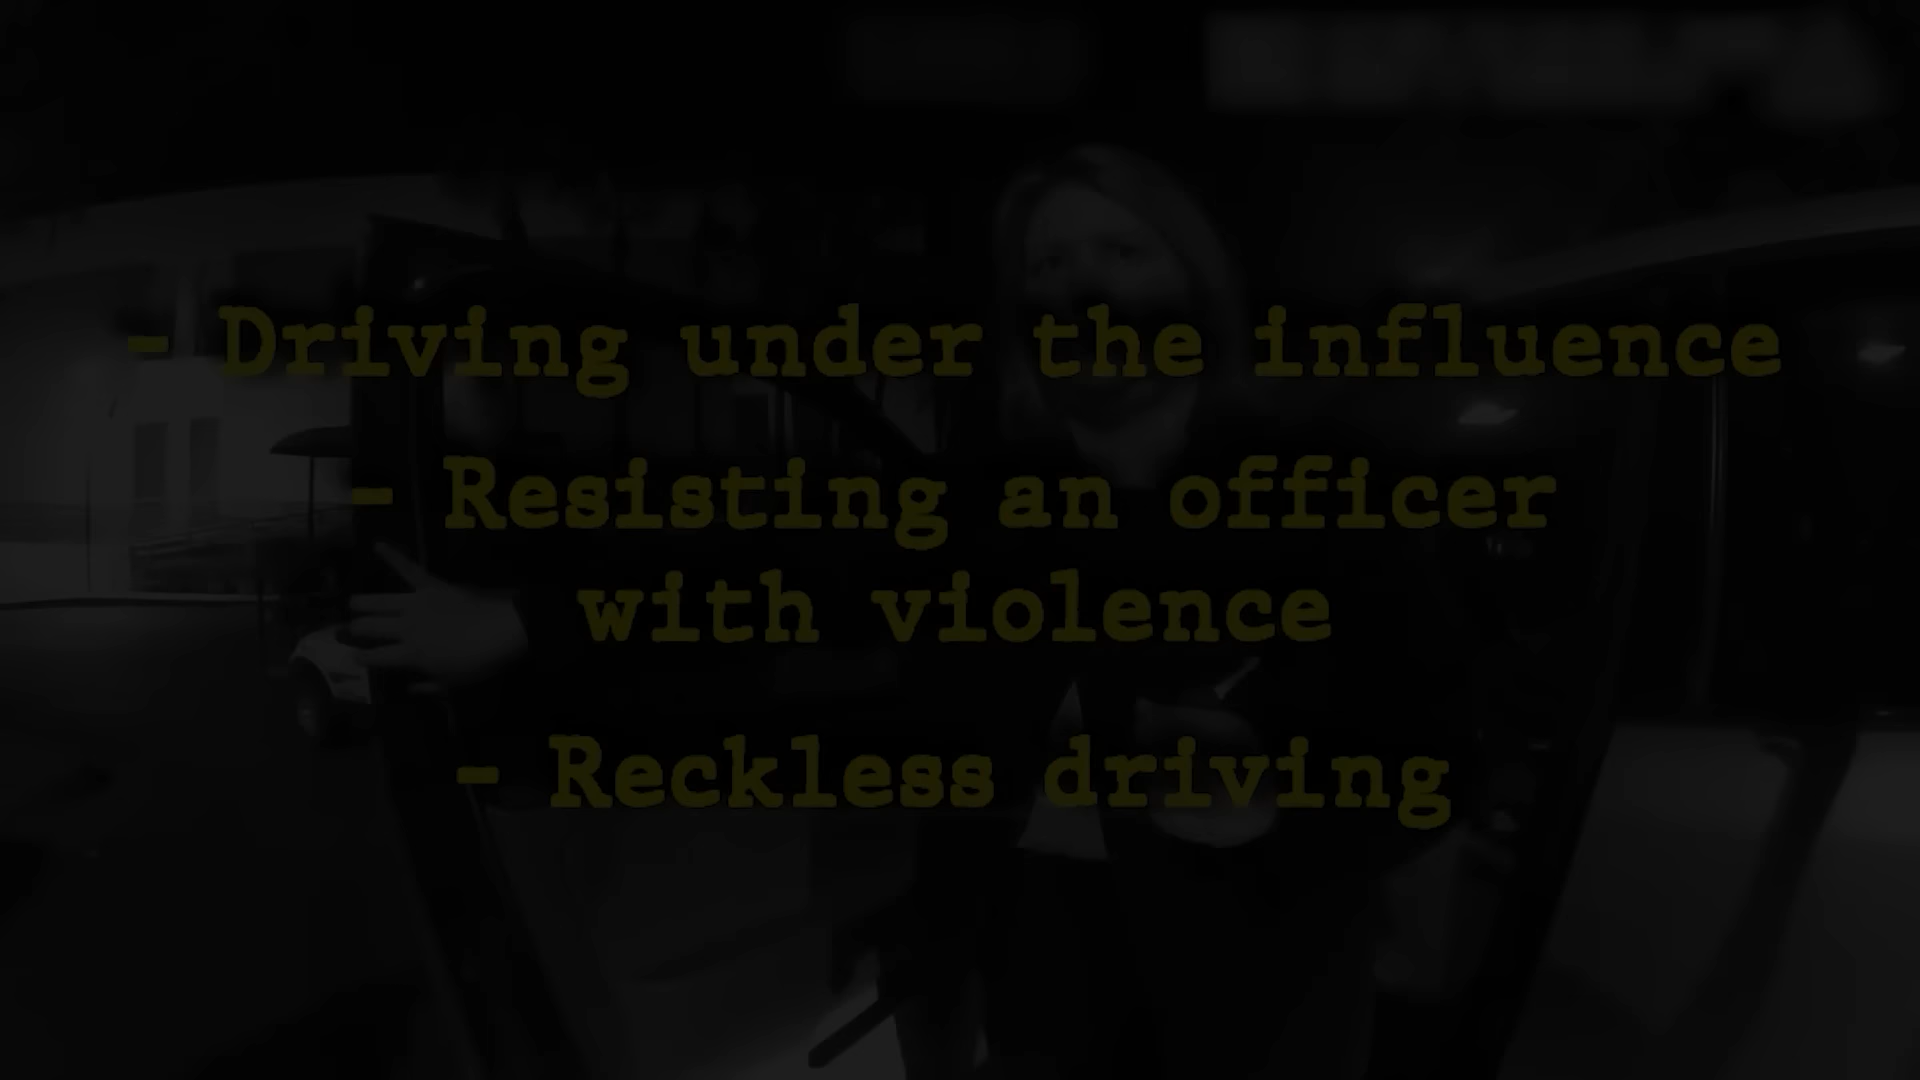 - Driving under the influence
- Resisting an officer
with violence
- Reckless driving